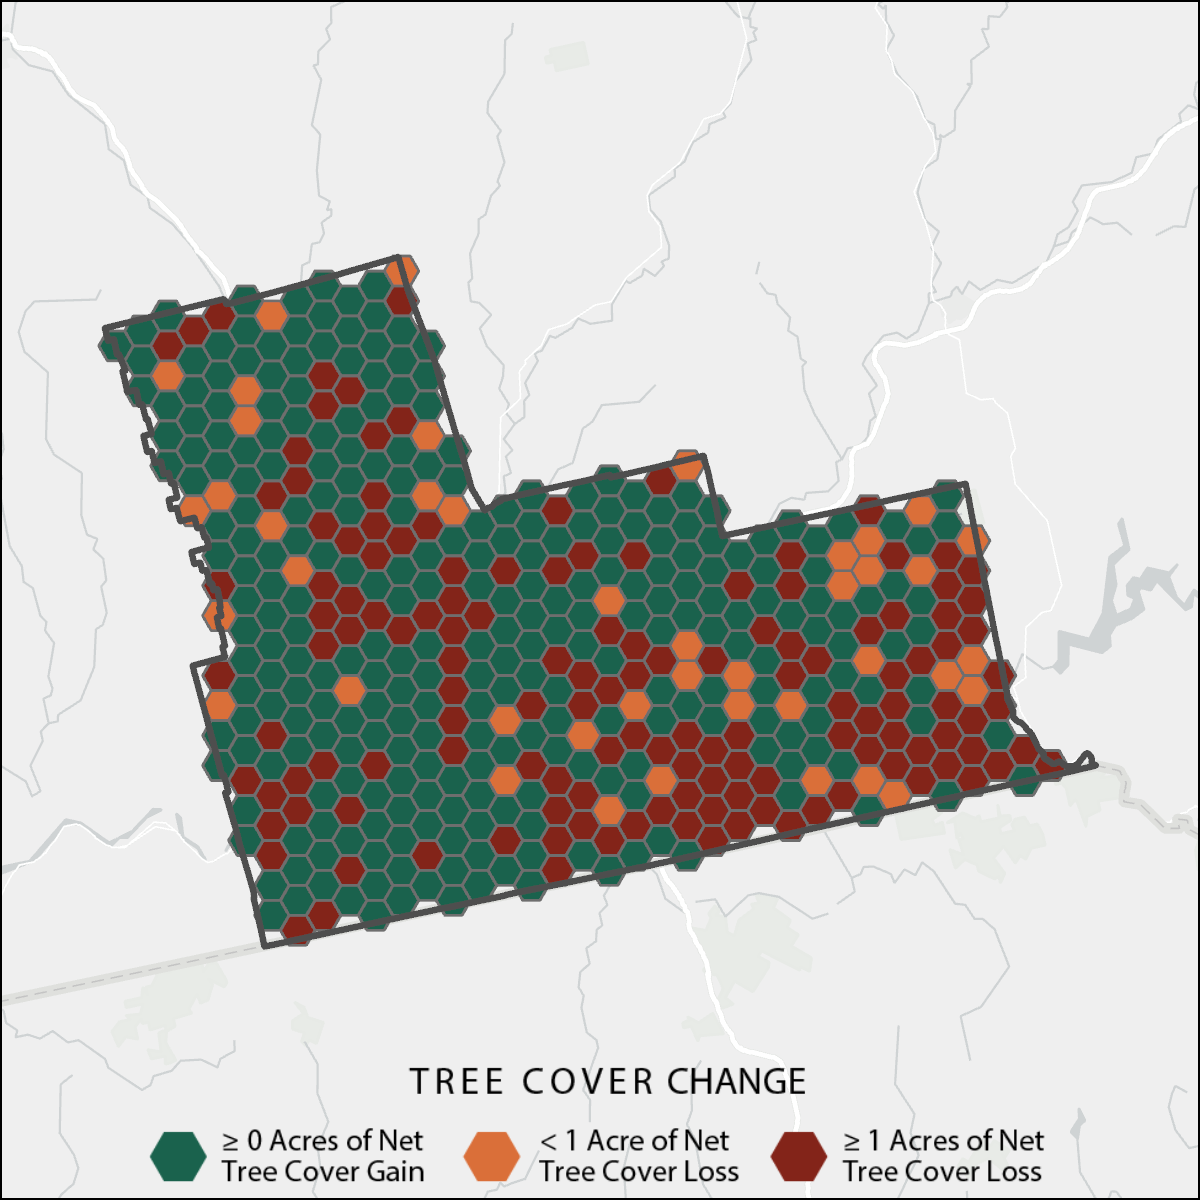 TREE COVER CHANGE
≥ 0 Acres of Net
Tree Cover Gain
< 1 Acre of Net
Tree Cover Loss
≥ 1 Acres of Net
Tree Cover Loss